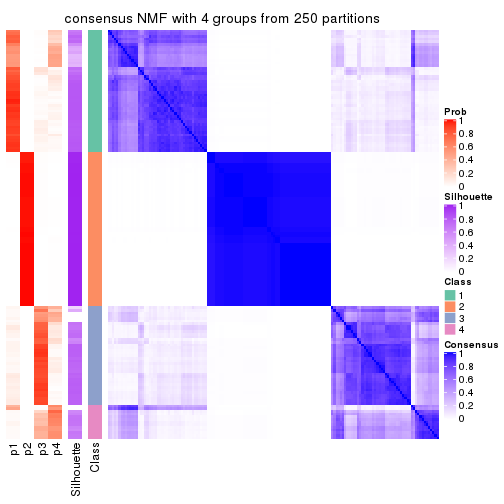 consensus NMF with 4 groups from 250 partitions
Prob
1
0.8
0.6
0.4
0.2
0
Silhouette
1
0.8
0.6
0.4
0.2
0
Class
1
2
3
4
Consensus
1
0.8
0.6
0.4
0.2
0
p1
p2
p3
p4
Silhouette
Class